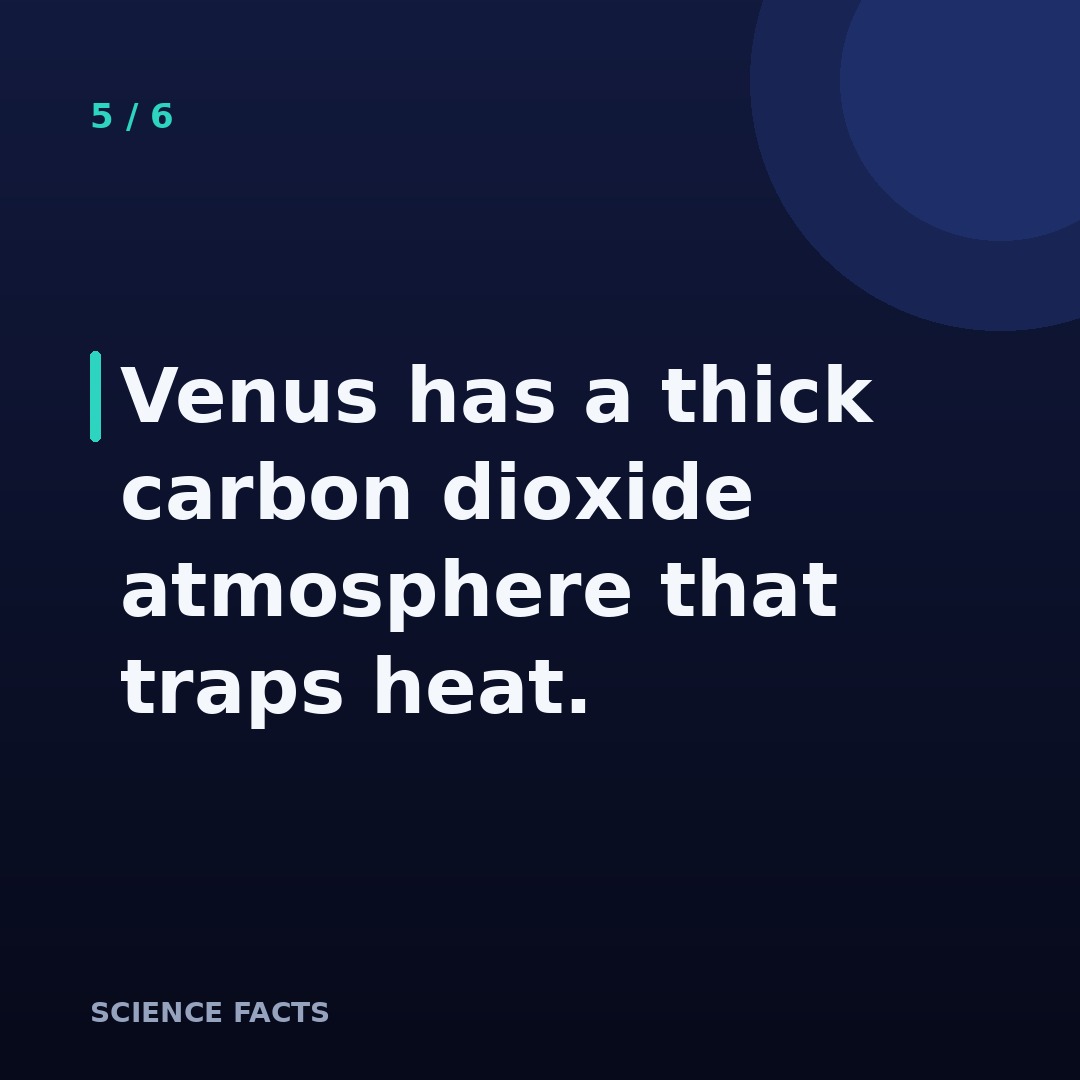 5 / 6
Venus has a thick
carbon dioxide
atmosphere that
traps heat.
SCIENCE FACTS